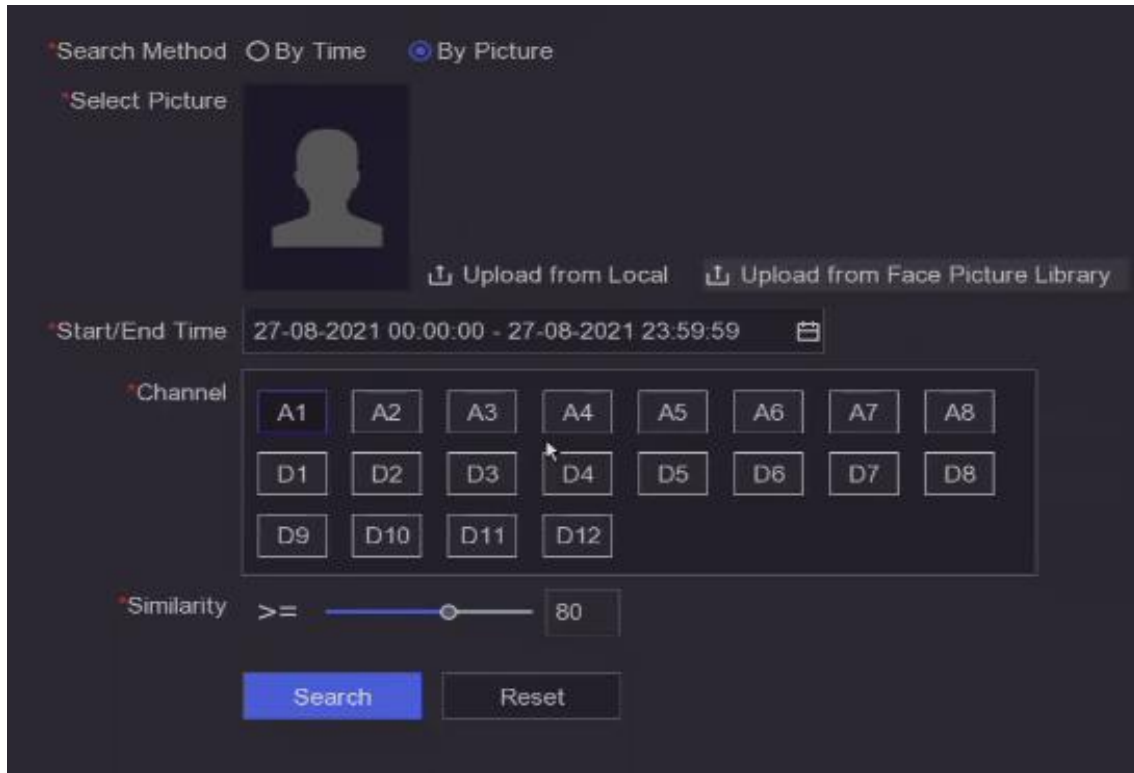 *Search Method By Time By Picture
*Select Picture
Upload from Local Upload from Face Picture Library
*Start/End Time 27-08-2021 00:00:00 - 27-08-2021 23:59:59
*Channel
A1 A2 A3 A4 A5 A6 A7 A8
D1 D2 D3 D4 D5 D6 D7 D8
D9 D10 D11 D12
*Similarity >= 80
Search Reset